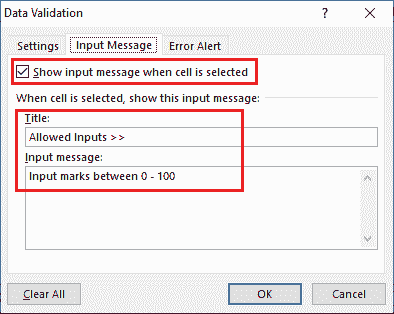 Data Validation
Settings Input Message Error Alert
Show input message when cell is selected
When cell is selected, show this input message:
Title:
Allowed Inputs >>
Input message:
Input marks between 0 - 100
Clear All OK Cancel